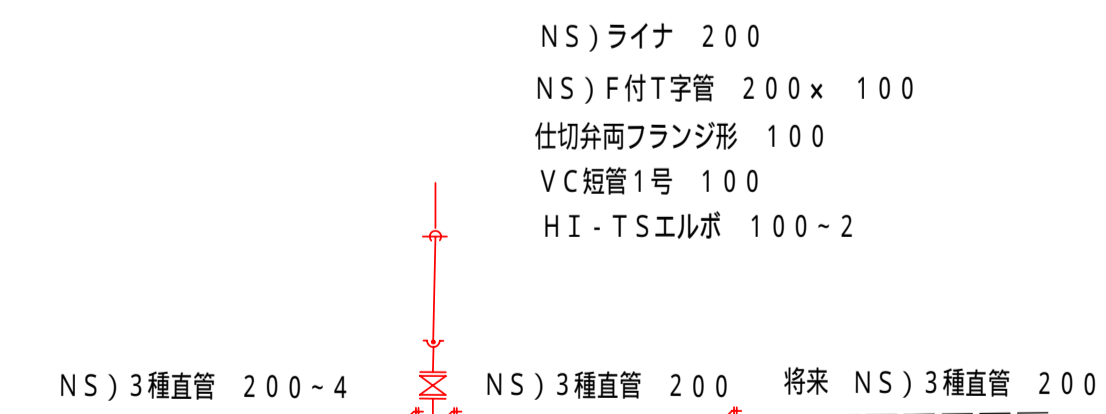 NS)ライナ 200
NS)F付T字管 200× 100
仕切弁両フランジ形 100
VC短管1号 100
HI-TSエルボ 100~2
NS)3種直管 200~4
NS)3種直管 200
将来 NS)3種直管 200